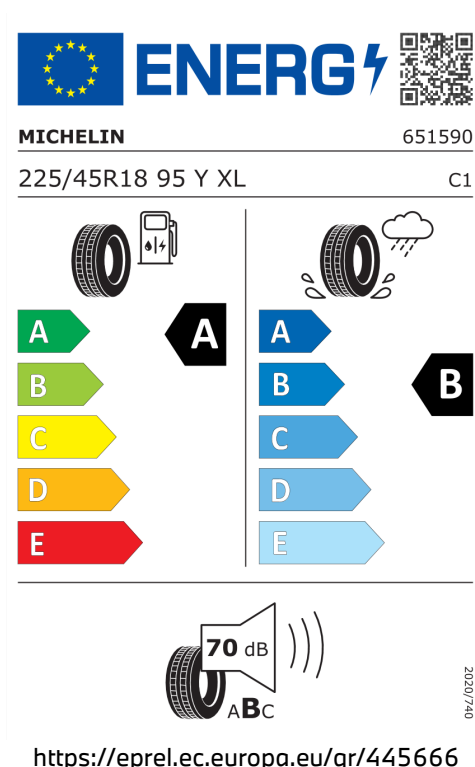 ENERG
MICHELIN 651590
225/45R18 95 Y XL C1
A A A
B B B
C C
D D
E E
70 dB
ABC
2020/740
https://eprel.ec.europa.eu/qr/445666